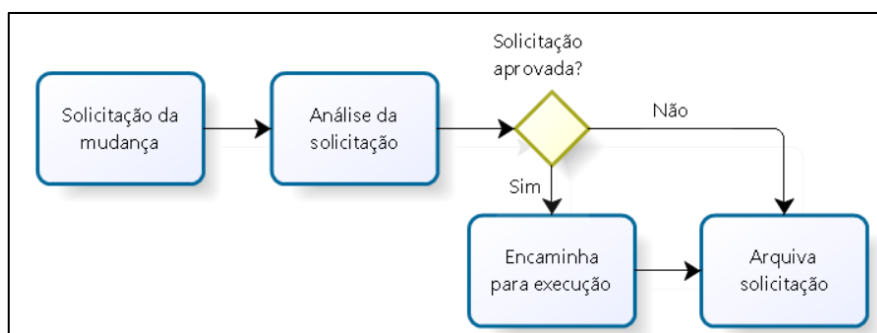 Solicitação da
mudança
Análise da
solicitação
Solicitação
aprovada?
Não
Sim
Encaminha
para execução
Arquiva
solicitação